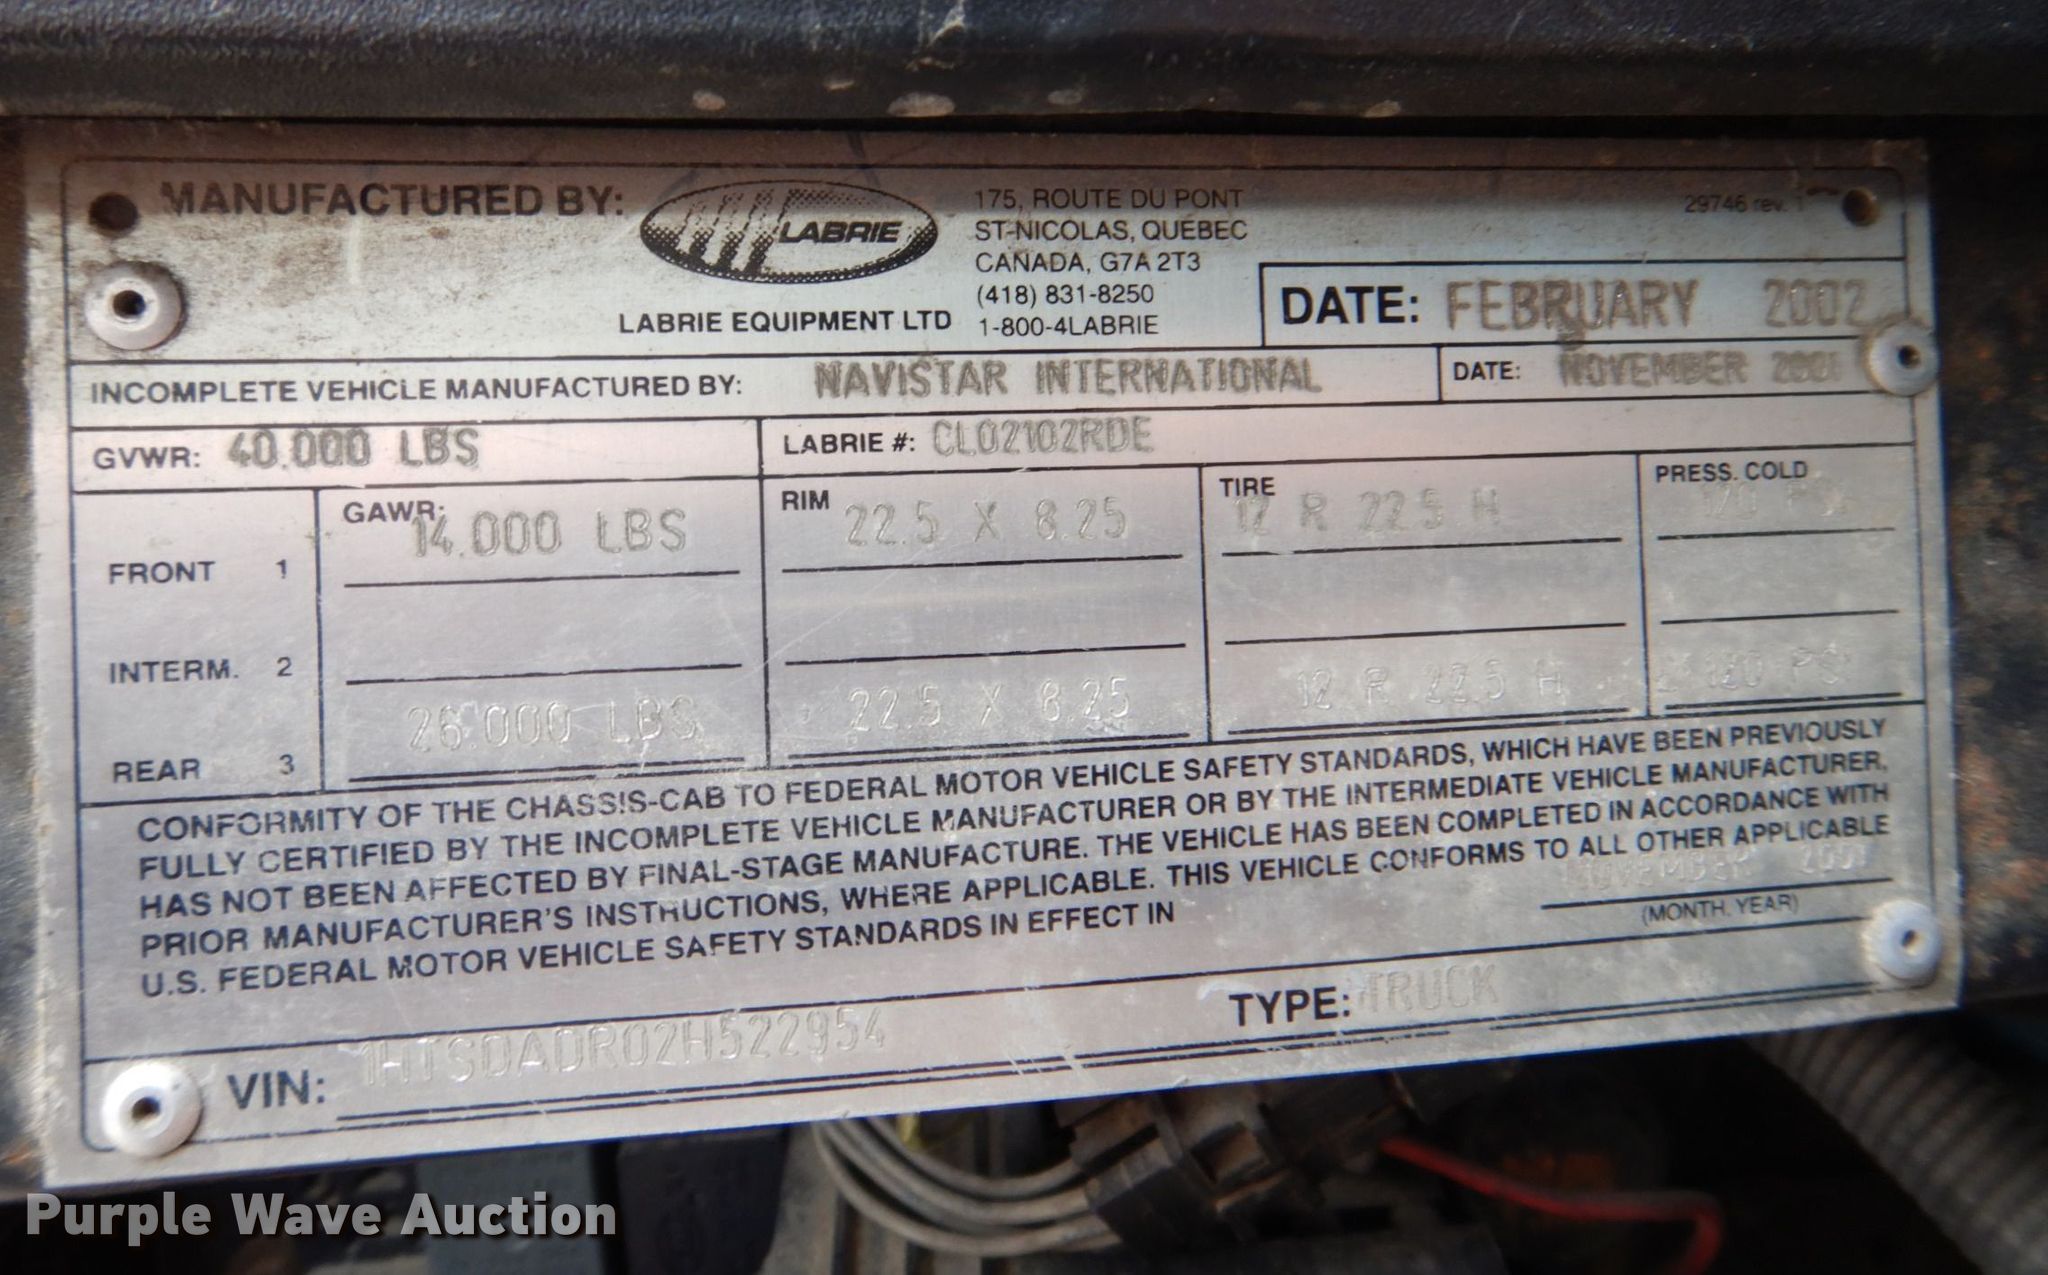 MANUFACTURED BY:
LABRIE
LABRIE EQUIPMENT LTD
175, ROUTE DU PONT
ST-NICOLAS, QUÉBEC
CANADA, G7A 2T3
(418) 831-8250
1-800-4LABRIE
29746 rev. 1
DATE: FEBRUARY 2002
INCOMPLETE VEHICLE MANUFACTURED BY: NAVISTAR INTERNATIONAL
DATE: NOVEMBER 2001
GVWR: 40.000 LBS
LABRIE #: CL02102RDE
GAWR: RIM TIRE PRESS. COLD
FRONT 1 14.000 LBS 22.5 X 8.25 12 R 22.5 H 120 PSI
INTERM. 2
REAR 3 26.000 LBS 22.5 X 8.25 12 R 22.5 H 120 PSI
CONFORMITY OF THE CHASSIS-CAB TO FEDERAL MOTOR VEHICLE SAFETY STANDARDS, WHICH HAVE BEEN PREVIOUSLY
FULLY CERTIFIED BY THE INCOMPLETE VEHICLE MANUFACTURER OR BY THE INTERMEDIATE VEHICLE MANUFACTURER,
HAS NOT BEEN AFFECTED BY FINAL-STAGE MANUFACTURE. THE VEHICLE HAS BEEN COMPLETED IN ACCORDANCE WITH
PRIOR MANUFACTURER'S INSTRUCTIONS, WHERE APPLICABLE. THIS VEHICLE CONFORMS TO ALL OTHER APPLICABLE
U.S. FEDERAL MOTOR VEHICLE SAFETY STANDARDS IN EFFECT IN NOVEMBER 2001
(MONTH. YEAR)
TYPE: TRUCK
VIN: 1HTSDADR02H522954
Purple Wave Auction